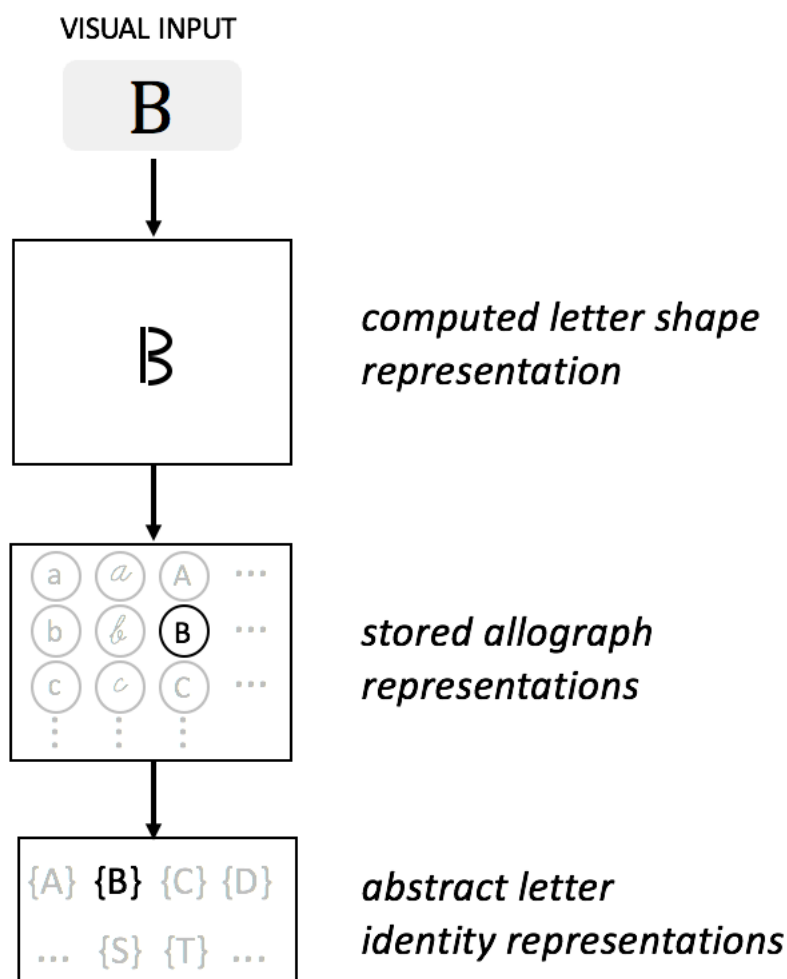 VISUAL INPUT
B
B
computed letter shape
representation
a a A ...
b b B ...
c c C ...
stored allograph
representations
{A} {B} {C} {D}
... {S} {T} ...
abstract letter
identity representations